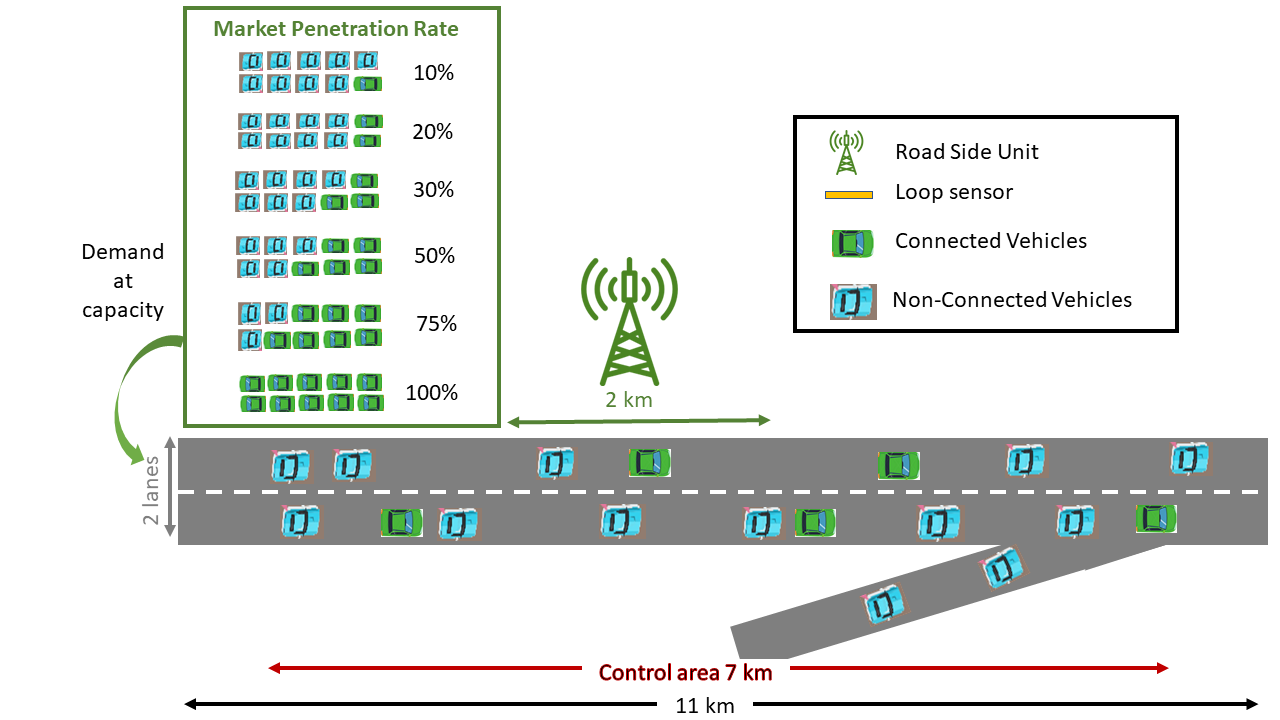 Market Penetration Rate
10%
20%
30%
50%
75%
100%
Demand
at
capacity
2 lanes
2 km
Road Side Unit
Loop sensor
Connected Vehicles
Non-Connected Vehicles
Control area 7 km
11 km